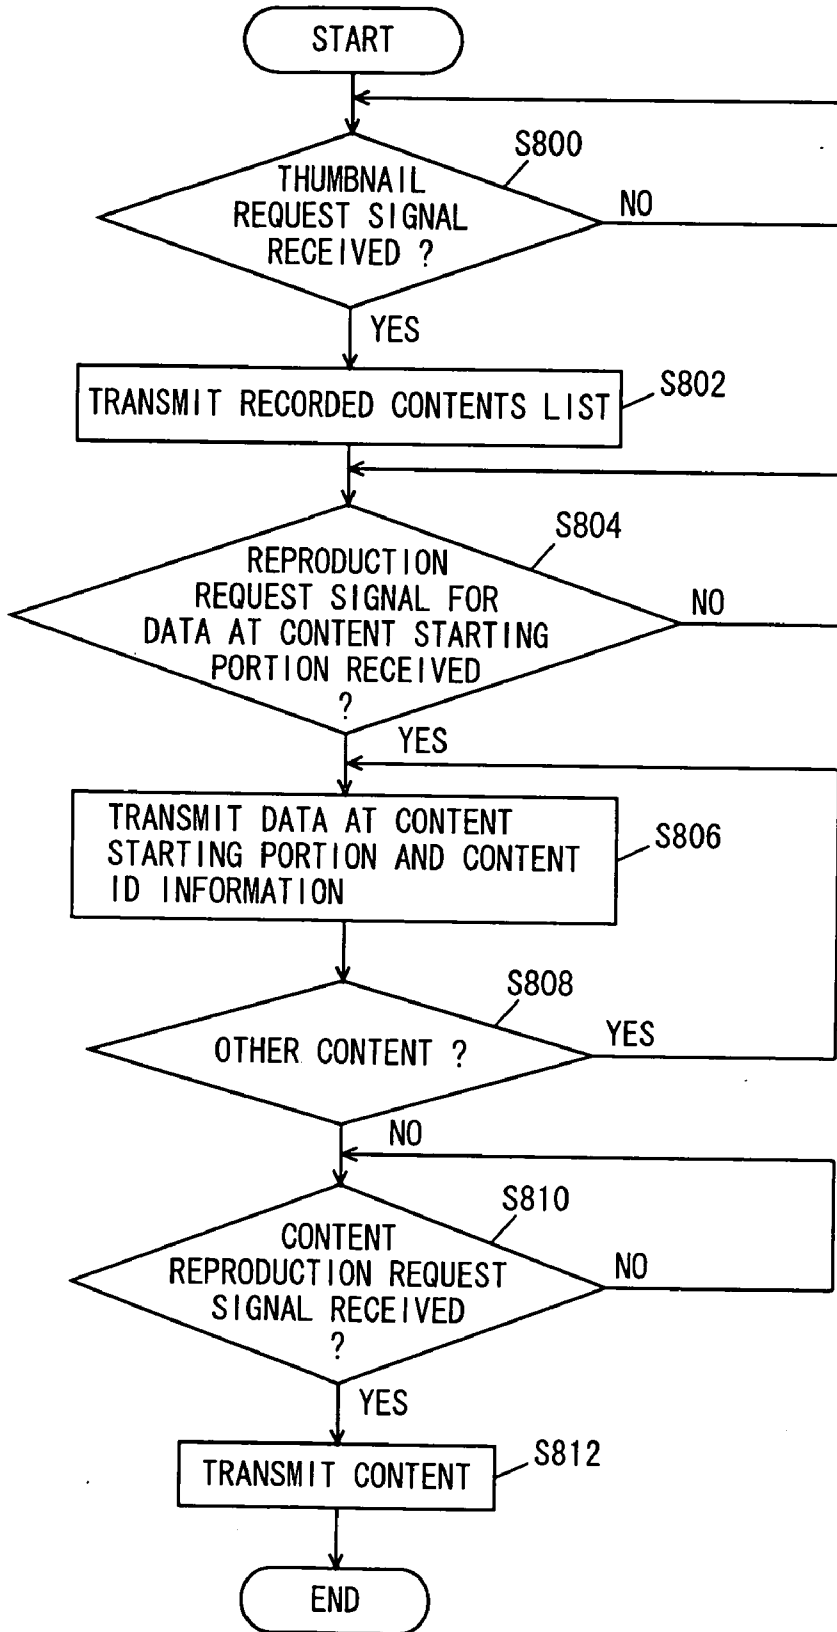 START
S800
THUMBNAIL
REQUEST SIGNAL
RECEIVED ?
NO
YES
TRANSMIT RECORDED CONTENTS LIST
S802
S804
REPRODUCTION
REQUEST SIGNAL FOR
DATA AT CONTENT STARTING
PORTION RECEIVED
?
NO
YES
TRANSMIT DATA AT CONTENT
STARTING PORTION AND CONTENT
ID INFORMATION
S806
S808
OTHER CONTENT ?
YES
NO
S810
CONTENT
REPRODUCTION REQUEST
SIGNAL RECEIVED
?
NO
YES
TRANSMIT CONTENT
S812
END